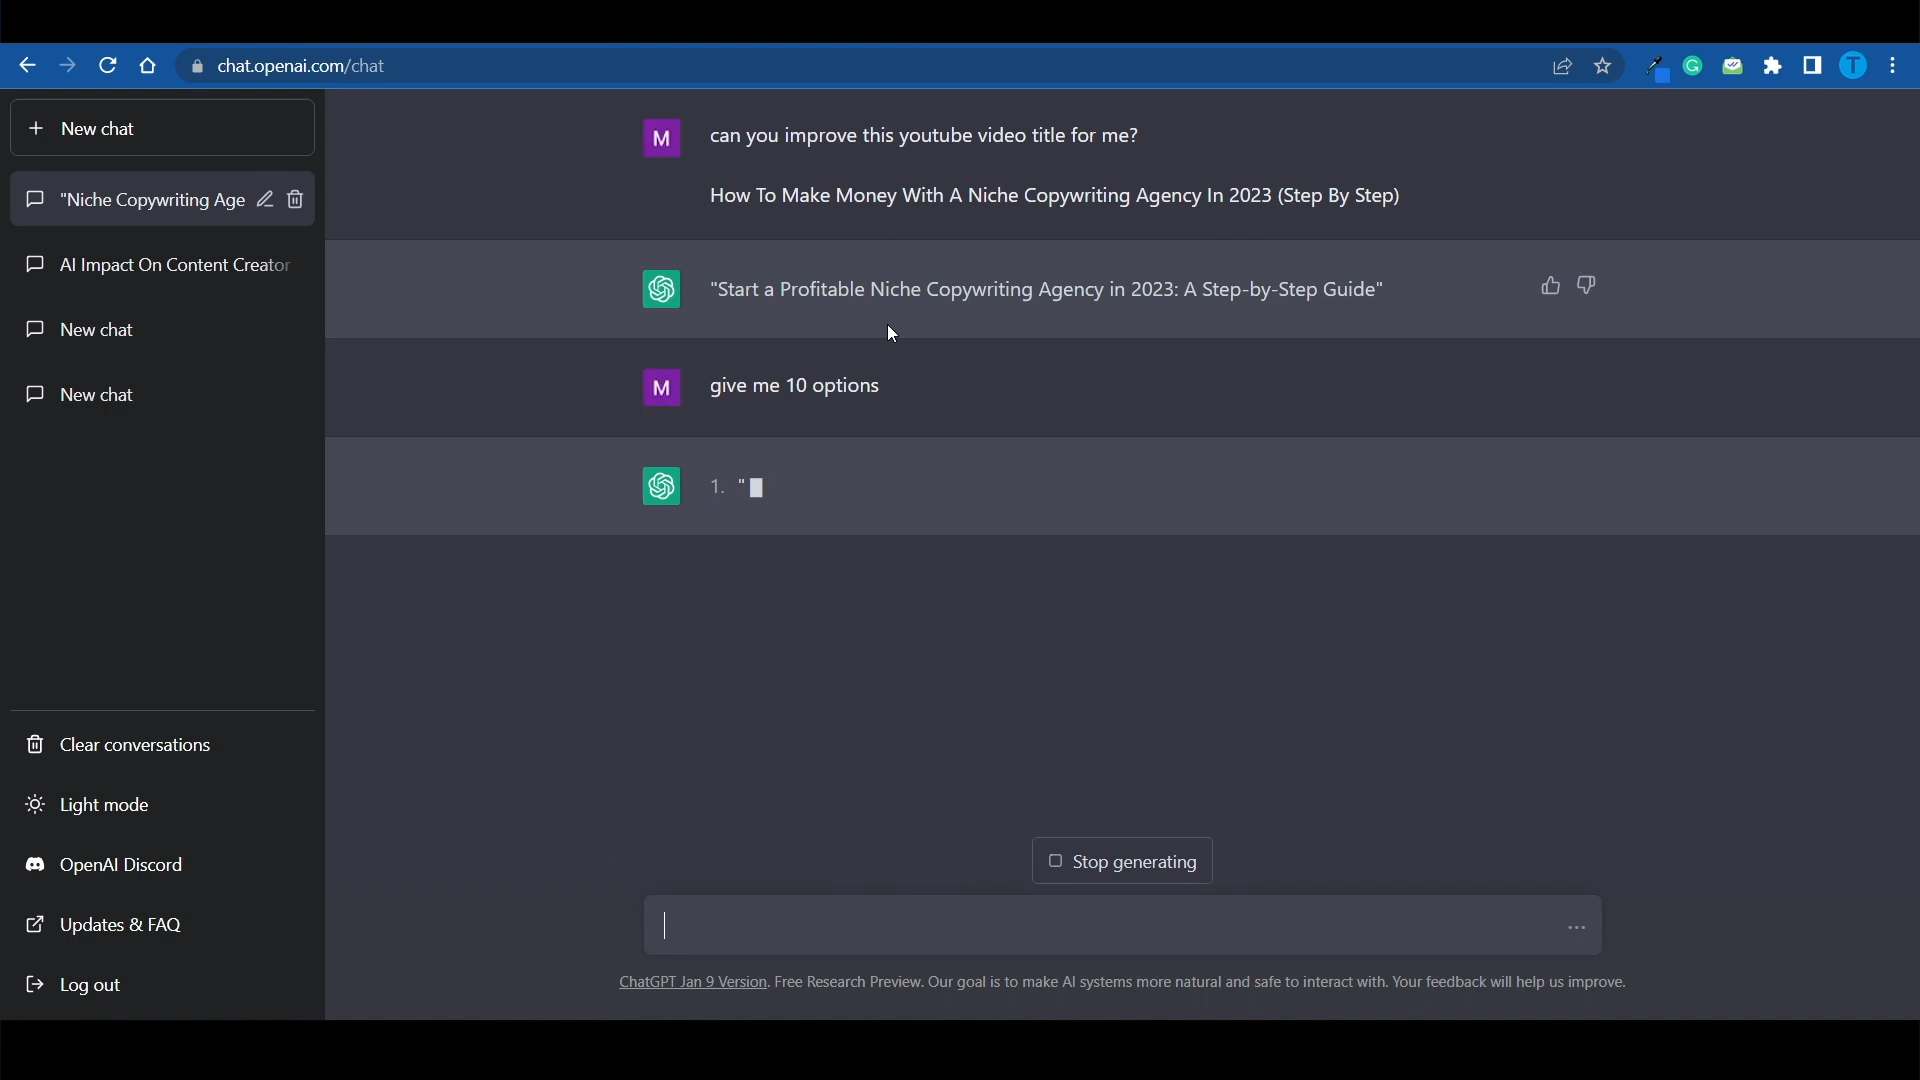 chat.openai.com/chat
T
New chat
"Niche Copywriting Age
AI Impact On Content Creator
New chat
New chat
Clear conversations
Light mode
OpenAI Discord
Updates & FAQ
Log out
M
can you improve this youtube video title for me?
How To Make Money With A Niche Copywriting Agency In 2023 (Step By Step)
"Start a Profitable Niche Copywriting Agency in 2023: A Step-by-Step Guide"
M
give me 10 options
1. "
Stop generating
ChatGPT Jan 9 Version. Free Research Preview. Our goal is to make AI systems more natural and safe to interact with. Your feedback will help us improve.